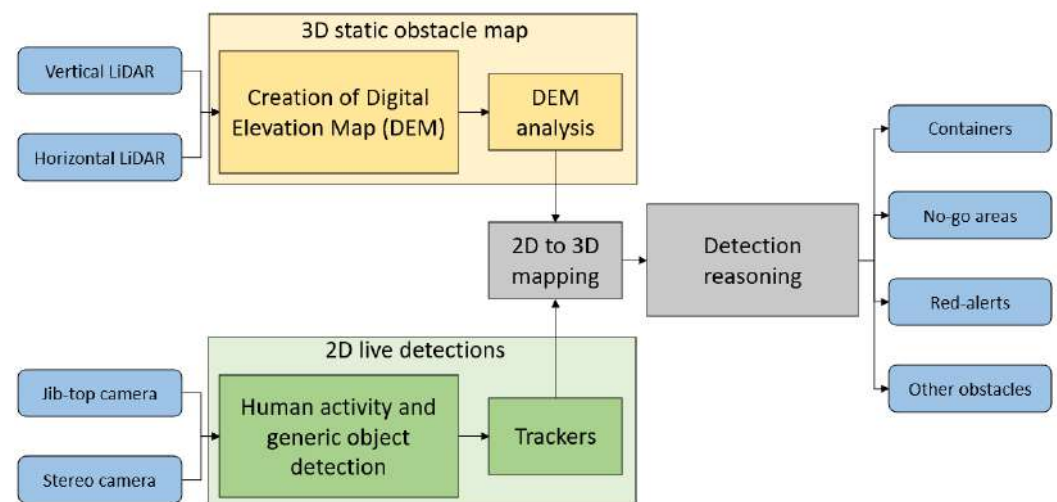 3D static obstacle map
Vertical LiDAR
Horizontal LiDAR
Creation of Digital
Elevation Map (DEM)
DEM
analysis
2D to 3D
mapping
Detection
reasoning
Containers
No-go areas
Red-alerts
Other obstacles
2D live detections
Jib-top camera
Stereo camera
Human activity and
generic object
detection
Trackers